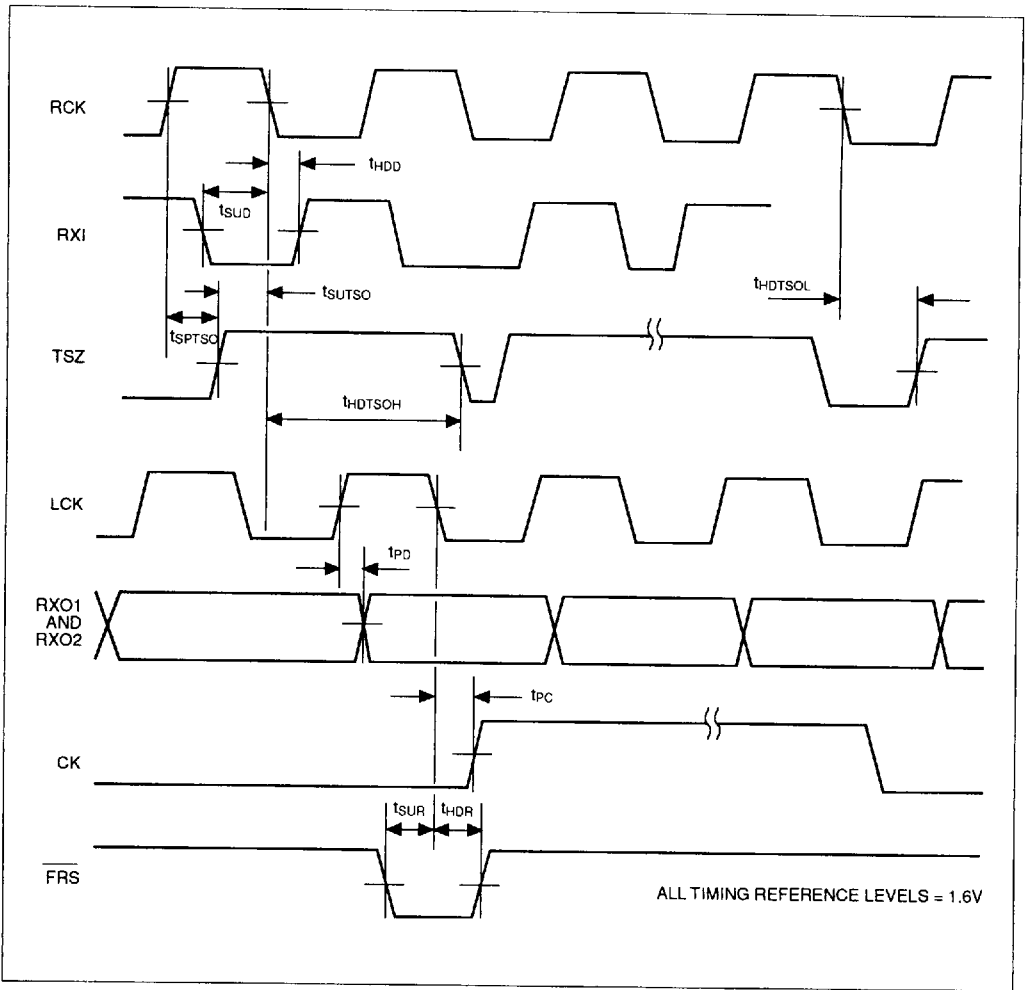 RCK
tHDD
tSUD
RXI
tSUTSO
tHDTSOL
tSPTSO
TSZ
tHDTSOH
LCK
tPD
RXO1
AND
RXO2
tPC
CK
tSUR
tHDR
FRS
ALL TIMING REFERENCE LEVELS = 1.6V